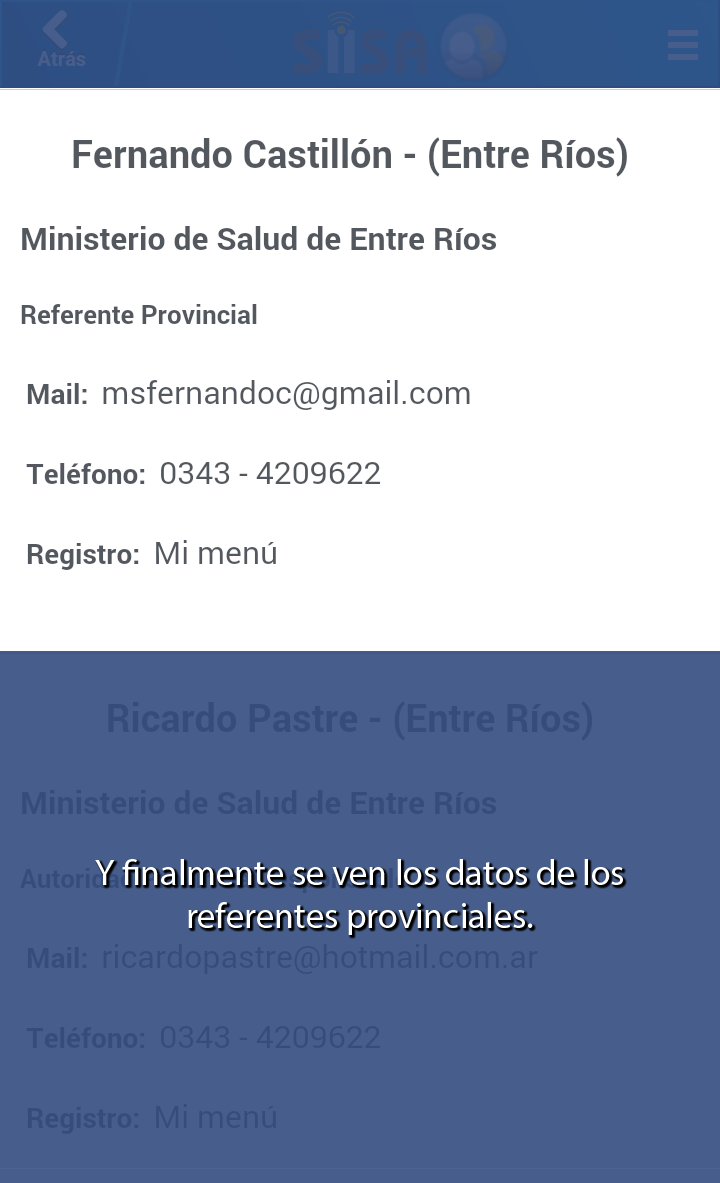 Atrás
SIISA
Fernando Castillón - (Entre Ríos)
Ministerio de Salud de Entre Ríos
Referente Provincial
Mail: msfernandoc@gmail.com
Teléfono: 0343 - 4209622
Registro: Mi menú
Ricardo Pastre - (Entre Ríos)
Ministerio de Salud de Entre Ríos
Y finalmente se ven los datos de los
referentes provinciales.
Mail: ricardopastre@hotmail.com.ar
Teléfono: 0343 - 4209622
Registro: Mi menú